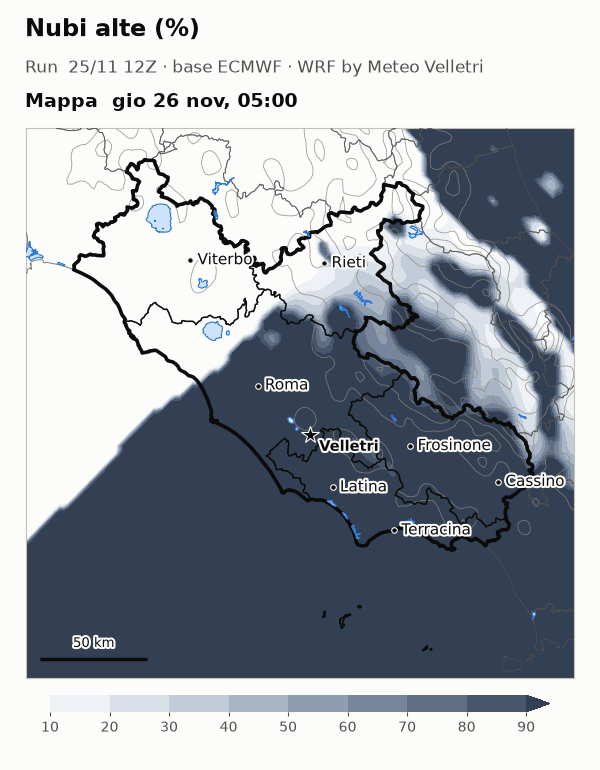 Nubi alte (%)
Run  25/11 12Z · base ECMWF · WRF by Meteo Velletri
Mappa  gio 26 nov, 05:00
Viterbo
Rieti
Roma
Velletri
Frosinone
Cassino
Latina
Terracina
50 km
10 20 30 40 50 60 70 80 90